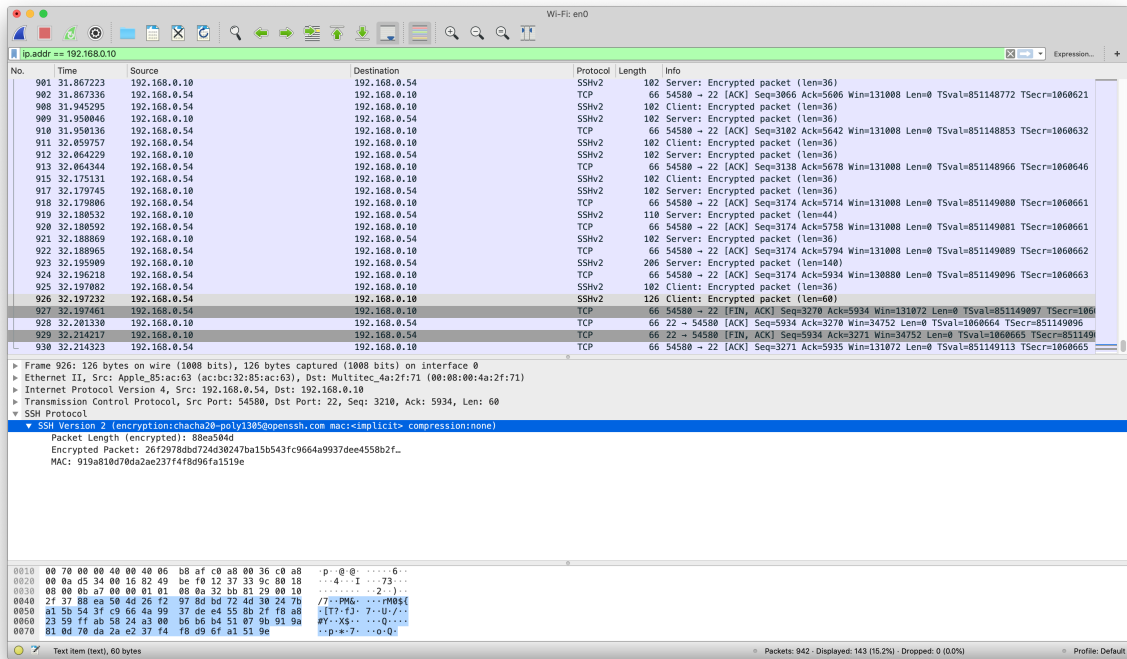 Wi-Fi: en0
ip.addr == 192.168.0.10 Expression... +
No. Time Source Destination Protocol Length Info
901 31.867223 192.168.0.10 192.168.0.54 SSHv2 102 Server: Encrypted packet (len=36)
902 31.867336 192.168.0.54 192.168.0.10 TCP 66 54580 → 22 [ACK] Seq=3066 Ack=5606 Win=131008 Len=0 TSval=851148772 TSecr=1060621
908 31.945295 192.168.0.54 192.168.0.10 SSHv2 102 Client: Encrypted packet (len=36)
909 31.950046 192.168.0.10 192.168.0.54 SSHv2 102 Server: Encrypted packet (len=36)
910 31.950136 192.168.0.54 192.168.0.10 TCP 66 54580 → 22 [ACK] Seq=3102 Ack=5642 Win=131008 Len=0 TSval=851148853 TSecr=1060632
911 32.059757 192.168.0.54 192.168.0.10 SSHv2 102 Client: Encrypted packet (len=36)
912 32.064229 192.168.0.10 192.168.0.54 SSHv2 102 Server: Encrypted packet (len=36)
913 32.064344 192.168.0.54 192.168.0.10 TCP 66 54580 → 22 [ACK] Seq=3138 Ack=5678 Win=131008 Len=0 TSval=851148966 TSecr=1060646
915 32.175131 192.168.0.54 192.168.0.10 SSHv2 102 Client: Encrypted packet (len=36)
917 32.179745 192.168.0.10 192.168.0.54 SSHv2 102 Server: Encrypted packet (len=36)
918 32.179806 192.168.0.54 192.168.0.10 TCP 66 54580 → 22 [ACK] Seq=3174 Ack=5714 Win=131008 Len=0 TSval=851149080 TSecr=1060661
919 32.180532 192.168.0.10 192.168.0.54 SSHv2 110 Server: Encrypted packet (len=44)
920 32.180592 192.168.0.54 192.168.0.10 TCP 66 54580 → 22 [ACK] Seq=3174 Ack=5758 Win=131008 Len=0 TSval=851149081 TSecr=1060661
921 32.188869 192.168.0.10 192.168.0.54 SSHv2 102 Server: Encrypted packet (len=36)
922 32.188965 192.168.0.54 192.168.0.10 TCP 66 54580 → 22 [ACK] Seq=3174 Ack=5794 Win=131008 Len=0 TSval=851149089 TSecr=1060662
923 32.195909 192.168.0.10 192.168.0.54 SSHv2 206 Server: Encrypted packet (len=140)
924 32.196218 192.168.0.54 192.168.0.10 TCP 66 54580 → 22 [ACK] Seq=3174 Ack=5934 Win=130880 Len=0 TSval=851149096 TSecr=1060663
925 32.197082 192.168.0.54 192.168.0.10 SSHv2 102 Client: Encrypted packet (len=36)
926 32.197232 192.168.0.54 192.168.0.10 SSHv2 126 Client: Encrypted packet (len=60)
927 32.197461 192.168.0.54 192.168.0.10 TCP 66 54580 → 22 [FIN, ACK] Seq=3270 Ack=5934 Win=131072 Len=0 TSval=851149097 TSecr=106
928 32.201330 192.168.0.10 192.168.0.54 TCP 66 22 → 54580 [ACK] Seq=5934 Ack=3270 Win=34752 Len=0 TSval=1060664 TSecr=851149096
929 32.214217 192.168.0.10 192.168.0.54 TCP 66 22 → 54580 [FIN, ACK] Seq=5934 Ack=3271 Win=34752 Len=0 TSval=1060665 TSecr=851149
930 32.214323 192.168.0.54 192.168.0.10 TCP 66 54580 → 22 [ACK] Seq=3271 Ack=5935 Win=131072 Len=0 TSval=851149113 TSecr=1060665
Frame 926: 126 bytes on wire (1008 bits), 126 bytes captured (1008 bits) on interface 0
Ethernet II, Src: Apple_85:ac:63 (ac:bc:32:85:ac:63), Dst: Multitec_4a:2f:71 (00:08:00:4a:2f:71)
Internet Protocol Version 4, Src: 192.168.0.54, Dst: 192.168.0.10
Transmission Control Protocol, Src Port: 54580, Dst Port: 22, Seq: 3210, Ack: 5934, Len: 60
SSH Protocol
SSH Version 2 (encryption:chacha20-poly1305@openssh.com mac:<implicit> compression:none)
Packet Length (encrypted): 88ea504d
Encrypted Packet: 26f2978dbd724d30247ba15b543fc9664a9937dee4558b2f…
MAC: 919a810d70da2ae237f4f8d96fa1519e
0010 00 70 00 00 40 00 40 06 b8 af c0 a8 00 36 c0 a8 ·p··@·@· ·····6··
0020 00 0a d5 34 00 16 82 49 be f0 12 37 33 9c 80 18 ···4···I ···73···
0030 08 00 0b a7 00 00 01 01 08 0a 32 bb 81 29 00 10 ········ ··2··)··
0040 2f 37 88 ea 50 4d 26 f2 97 8d bd 72 4d 30 24 7b /7··PM&· ···rM0${
0050 a1 5b 54 3f c9 66 4a 99 37 de e4 55 8b 2f f8 a8 ·[T?·fJ· 7··U·/··
0060 23 59 ff ab 58 24 a3 00 b6 b6 b4 51 07 9b 91 9a #Y··X$·· ···Q····
0070 81 0d 70 da 2a e2 37 f4 f8 d9 6f a1 51 9e ··p·*·7· ··o·Q·
Text item (text), 60 bytes Packets: 942 · Displayed: 143 (15.2%) · Dropped: 0 (0.0%) Profile: Default